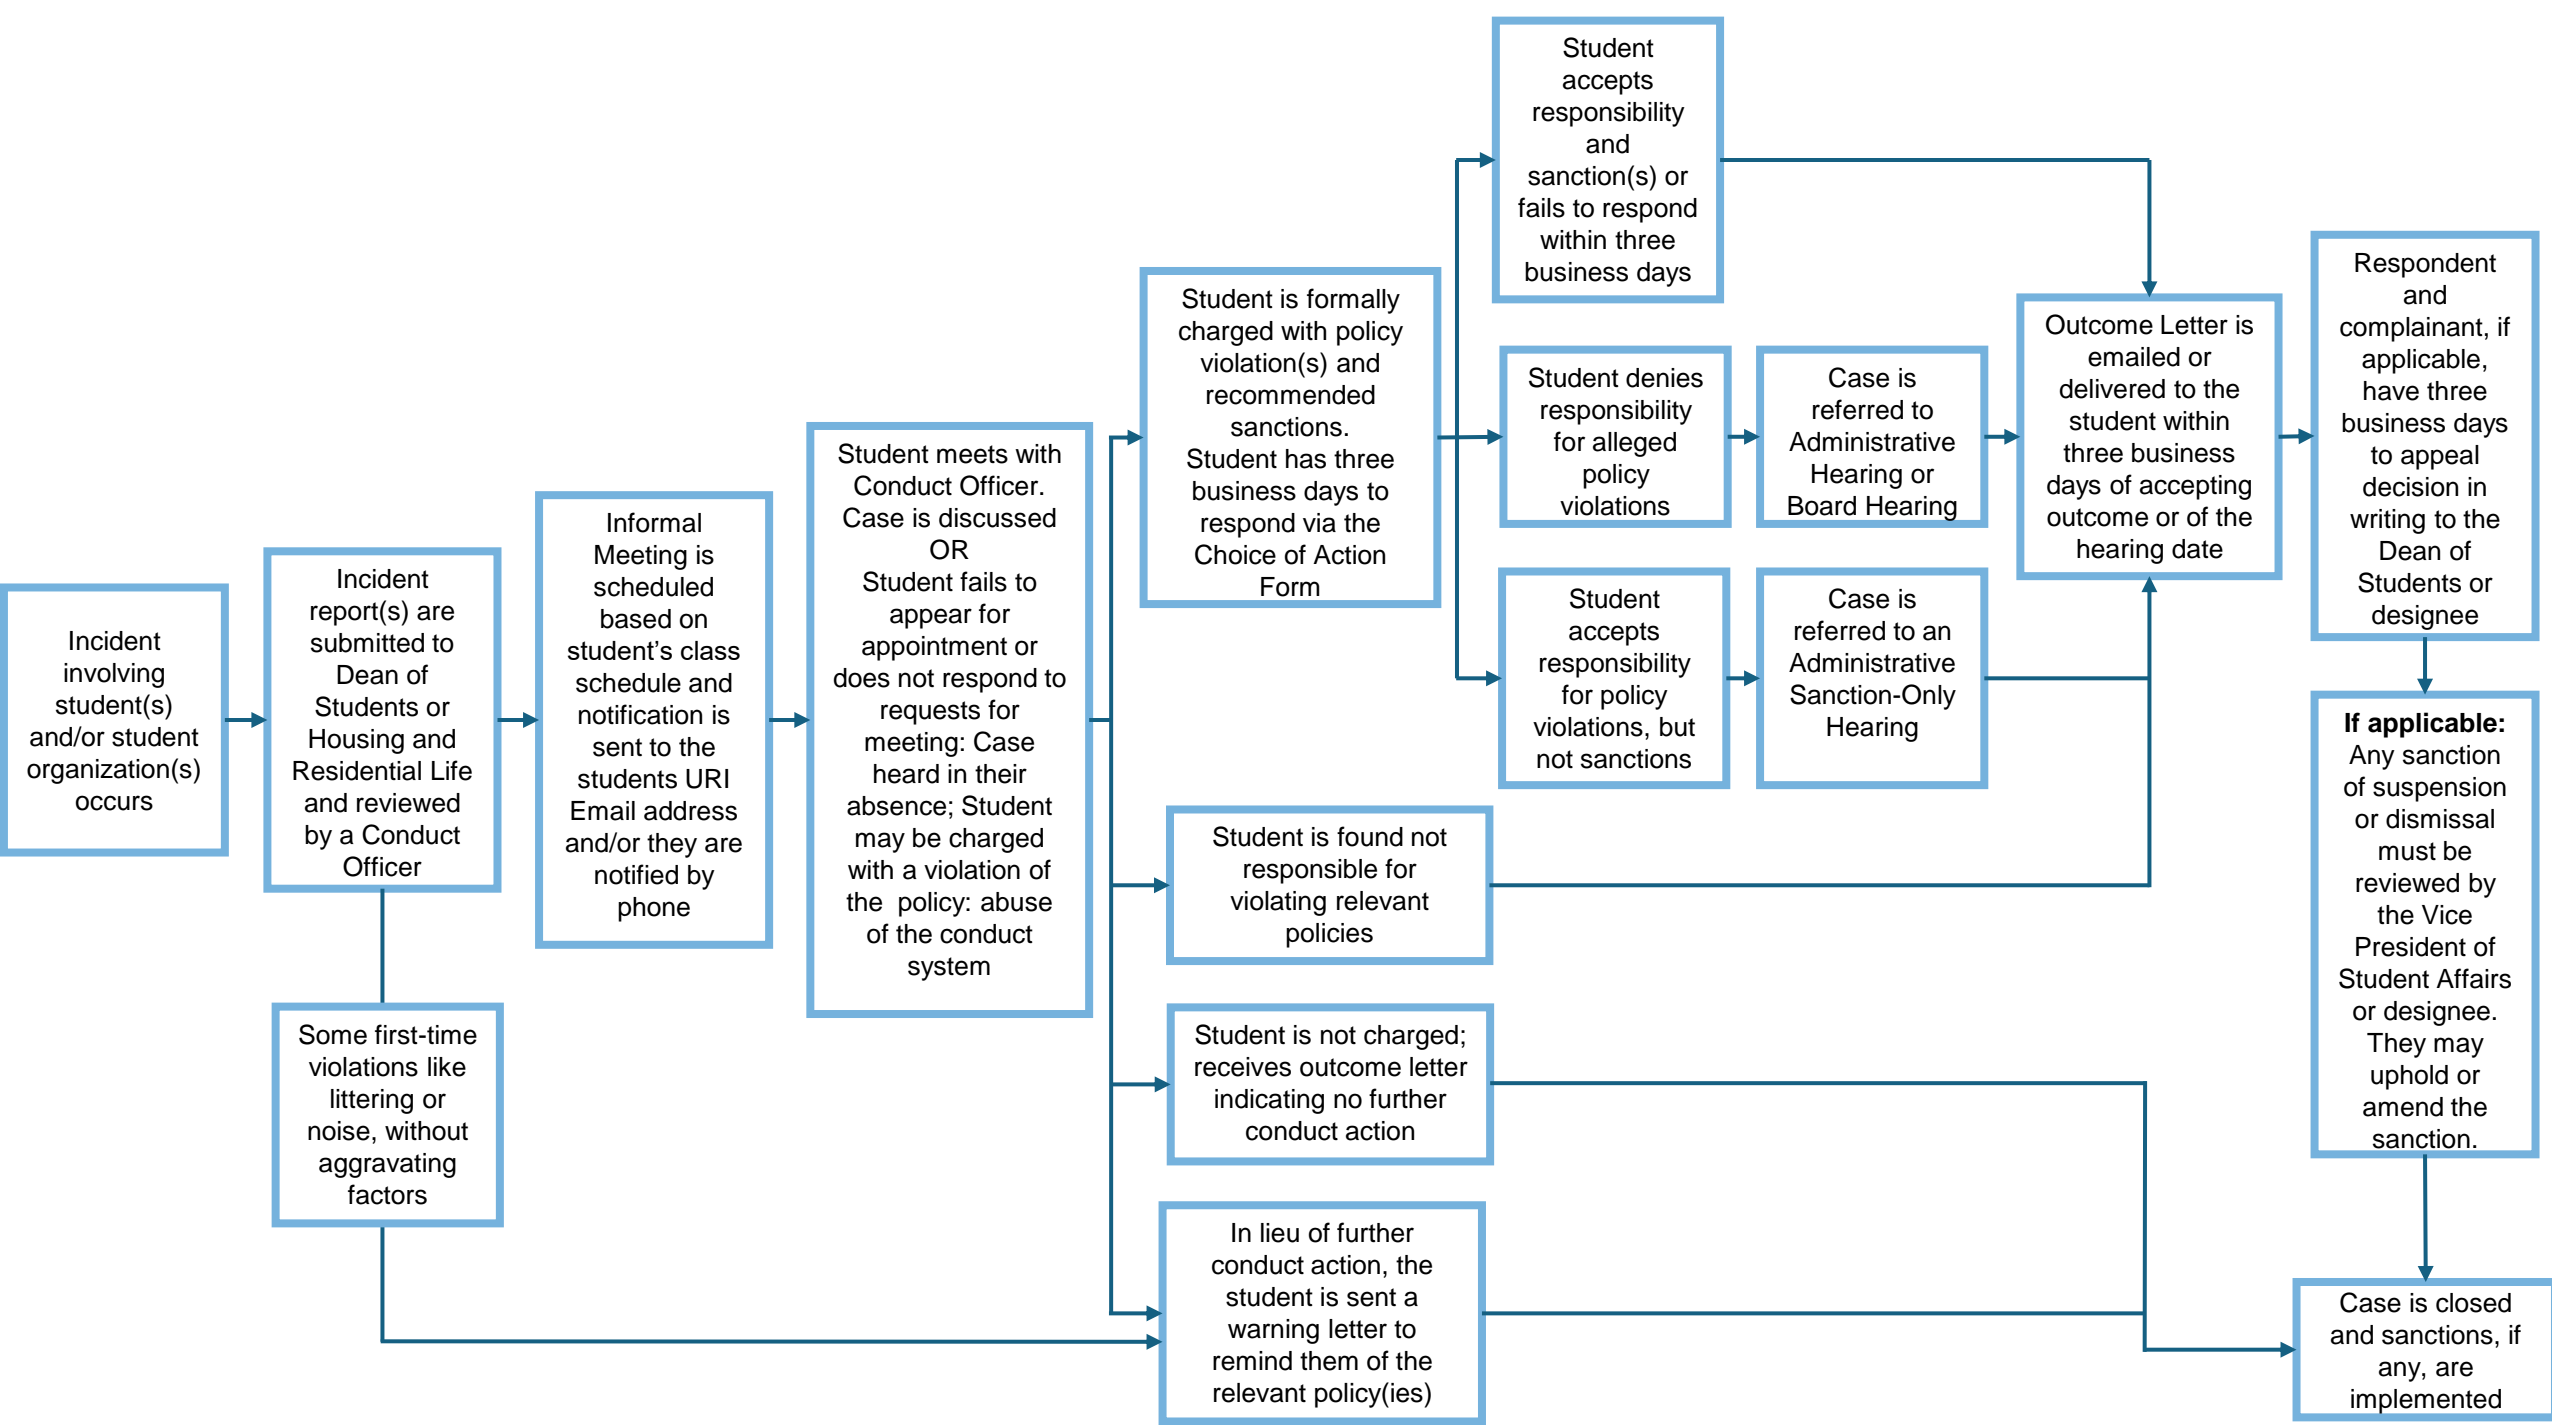 Incident
involving
student(s)
and/or student
organization(s)
occurs
Incident
report(s) are
submitted to
Dean of
Students or
Housing and
Residential Life
and reviewed
by a Conduct
Officer
Some first-time
violations like
littering or
noise, without
aggravating
factors
Informal
Meeting is
scheduled
based on
student’s class
schedule and
notification is
sent to the
students URI
Email address
and/or they are
notified by
phone
Student meets with
Conduct Officer.
Case is discussed
OR
Student fails to
appear for
appointment or
does not respond to
requests for
meeting: Case
heard in their
absence; Student
may be charged
with a violation of
the policy: abuse
of the conduct
system
Student is formally
charged with policy
violation(s) and
recommended
sanctions.
Student has three
business days to
respond via the
Choice of Action
Form
Student is found not
responsible for
violating relevant
policies
Student is not charged;
receives outcome letter
indicating no further
conduct action
In lieu of further
conduct action, the
student is sent a
warning letter to
remind them of the
relevant policy(ies)
Student
accepts
responsibility
and
sanction(s) or
fails to respond
within three
business days
Student denies
responsibility
for alleged
policy
violations
Case is
referred to
Administrative
Hearing or
Board Hearing
Student
accepts
responsibility
for policy
violations, but
not sanctions
Case is
referred to an
Administrative
Sanction-Only
Hearing
Outcome Letter is
emailed or
delivered to the
student within
three business
days of accepting
outcome or of the
hearing date
Respondent
and
complainant, if
applicable,
have three
business days
to appeal
decision in
writing to the
Dean of
Students or
designee
If applicable:
Any sanction
of suspension
or dismissal
must be
reviewed by
the Vice
President of
Student Affairs
or designee.
They may
uphold or
amend the
sanction.
Case is closed
and sanctions, if
any, are
implemented